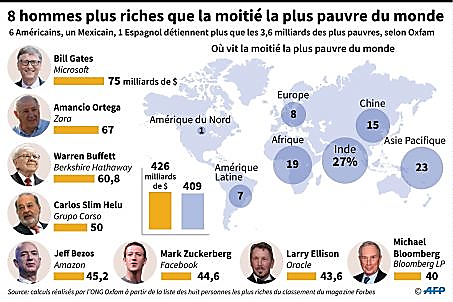 8 hommes plus riches que la moitié la plus pauvre du monde
6 Américains, un Mexicain, 1 Espagnol détiennent plus que les 3,6 milliards des plus pauvres, selon Oxfam
Où vit la moitié la plus pauvre du monde
Bill Gates
Microsoft
75 milliards de $
Amancio Ortega
Zara
67
Warren Buffett
Berkshire Hathaway
60,8
Carlos Slim Helu
Grupo Corso
50
Jeff Bezos
Amazon
45,2
Mark Zuckerberg
Facebook
44,6
Larry Ellison
Oracle
43,6
Michael
Bloomberg
Bloomberg LP
40
Amérique du Nord
1
Europe
8
Chine
15
Asie Pacifique
23
Inde
27%
Afrique
19
Amérique
Latine
7
426
milliards
de $
409
Source: calculs réalisés par l'ONG Oxfam à partir de la liste des huit personnes les plus riches du classement du magazine Forbes
© AFP